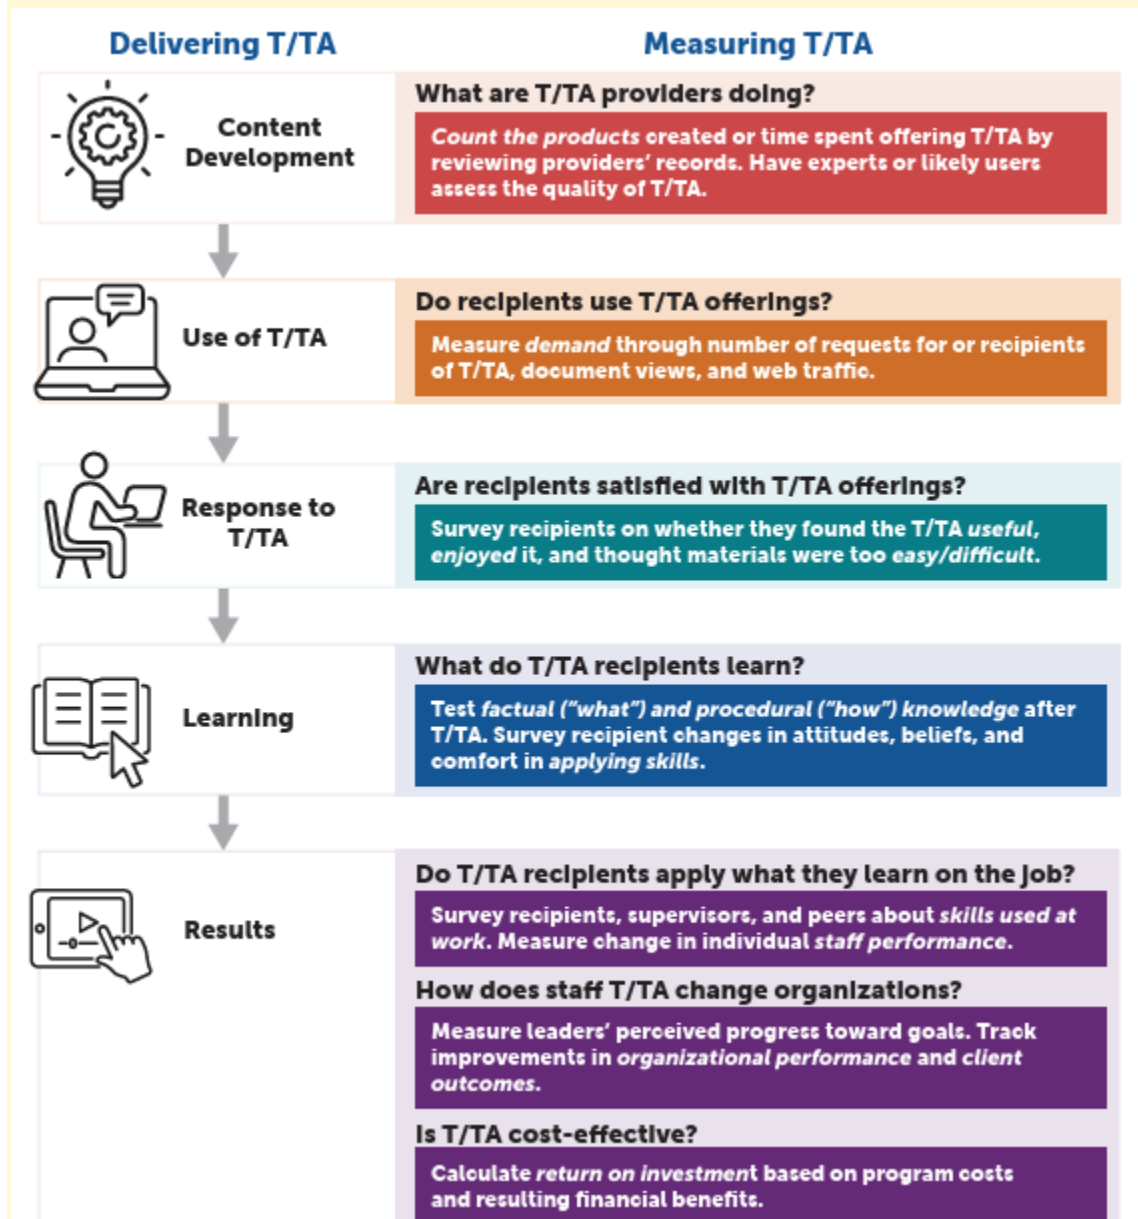 Delivering T/TA
Measuring T/TA
Content
Development
What are T/TA providers doing?
Count the products created or time spent offering T/TA by
reviewing providers' records. Have experts or likely users
assess the quality of T/TA.
Use of T/TA
Do recipients use T/TA offerings?
Measure demand through number of requests for or recipients
of T/TA, document views, and web traffic.
Response to
T/TA
Are recipients satisfied with T/TA offerings?
Survey recipients on whether they found the T/TA useful,
enjoyed it, and thought materials were too easy/difficult.
Learning
What do T/TA recipients learn?
Test factual (“what”) and procedural (“how”) knowledge after
T/TA. Survey recipient changes in attitudes, beliefs, and
comfort in applying skills.
Results
Do T/TA recipients apply what they learn on the job?
Survey recipients, supervisors, and peers about skills used at
work. Measure change in individual staff performance.
How does staff T/TA change organizations?
Measure leaders' perceived progress toward goals. Track
improvements in organizational performance and client
outcomes.
Is T/TA cost-effective?
Calculate return on investment based on program costs
and resulting financial benefits.